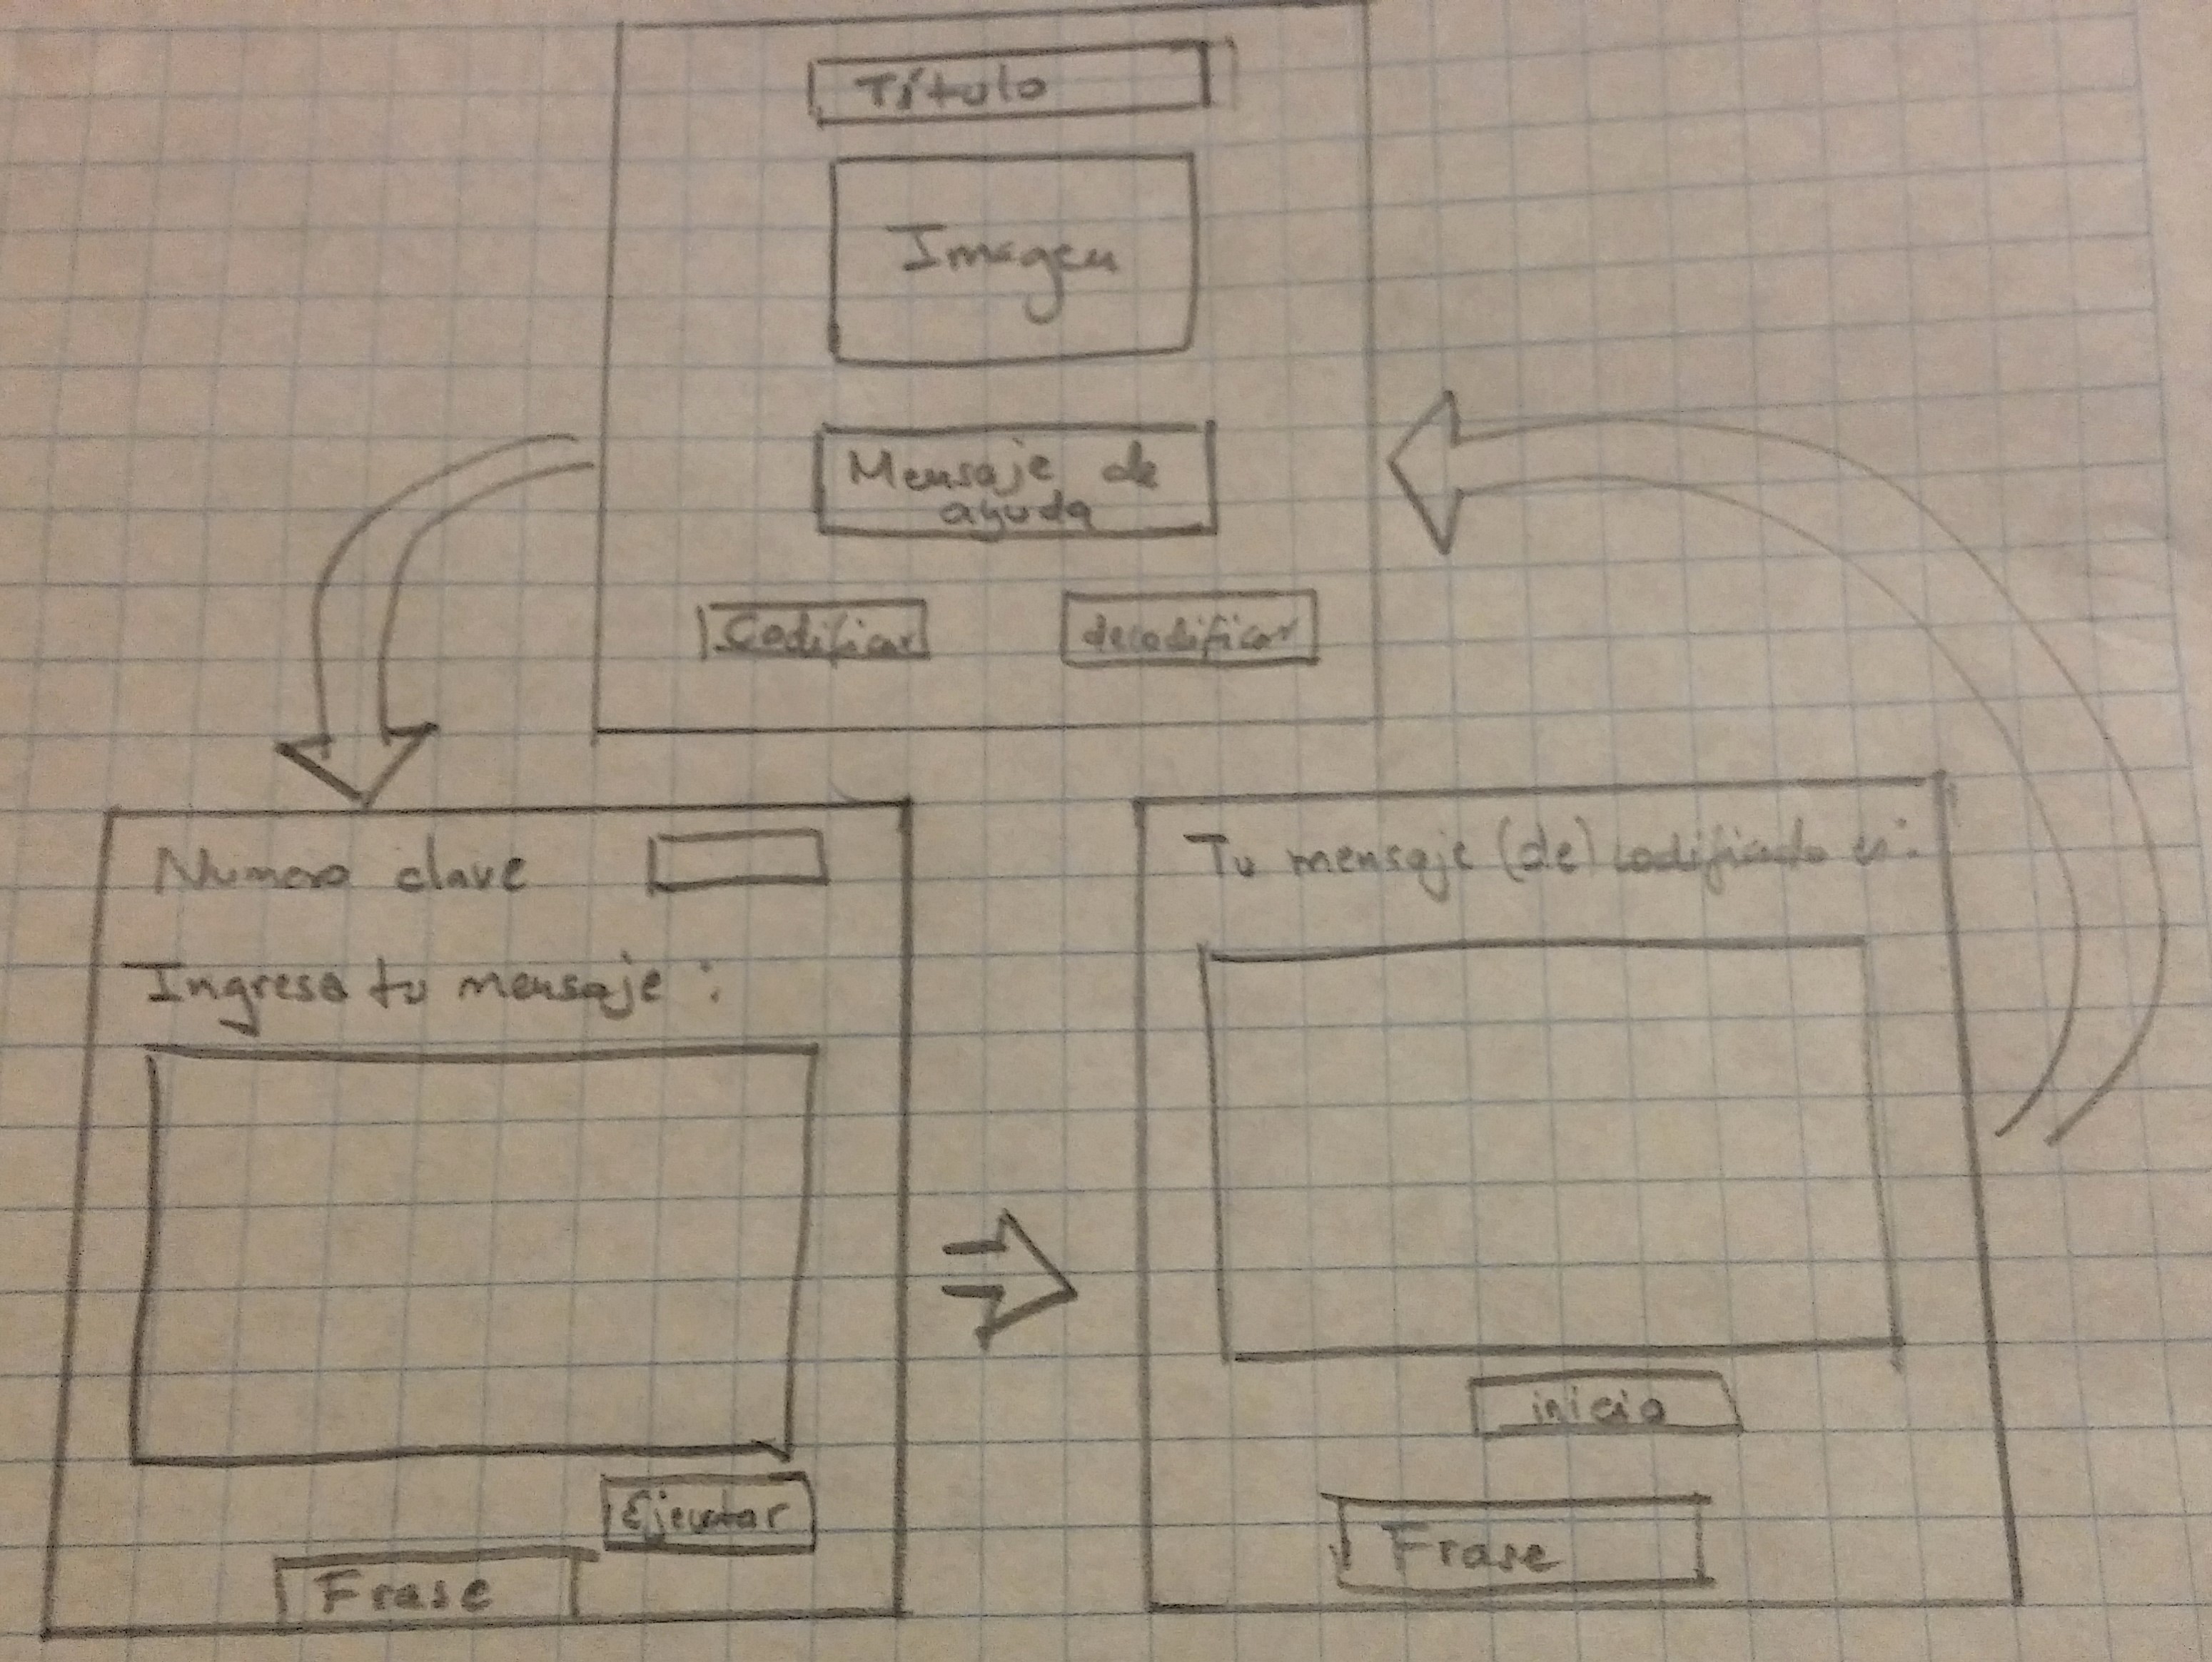 Título
Imagen
Mensaje de
ayuda
Codificar
decodificar
Numero clave
Ingresa tu mensaje :
Ejecutar
Frase
Tu mensaje (de) codificado es:
inicio
Frase